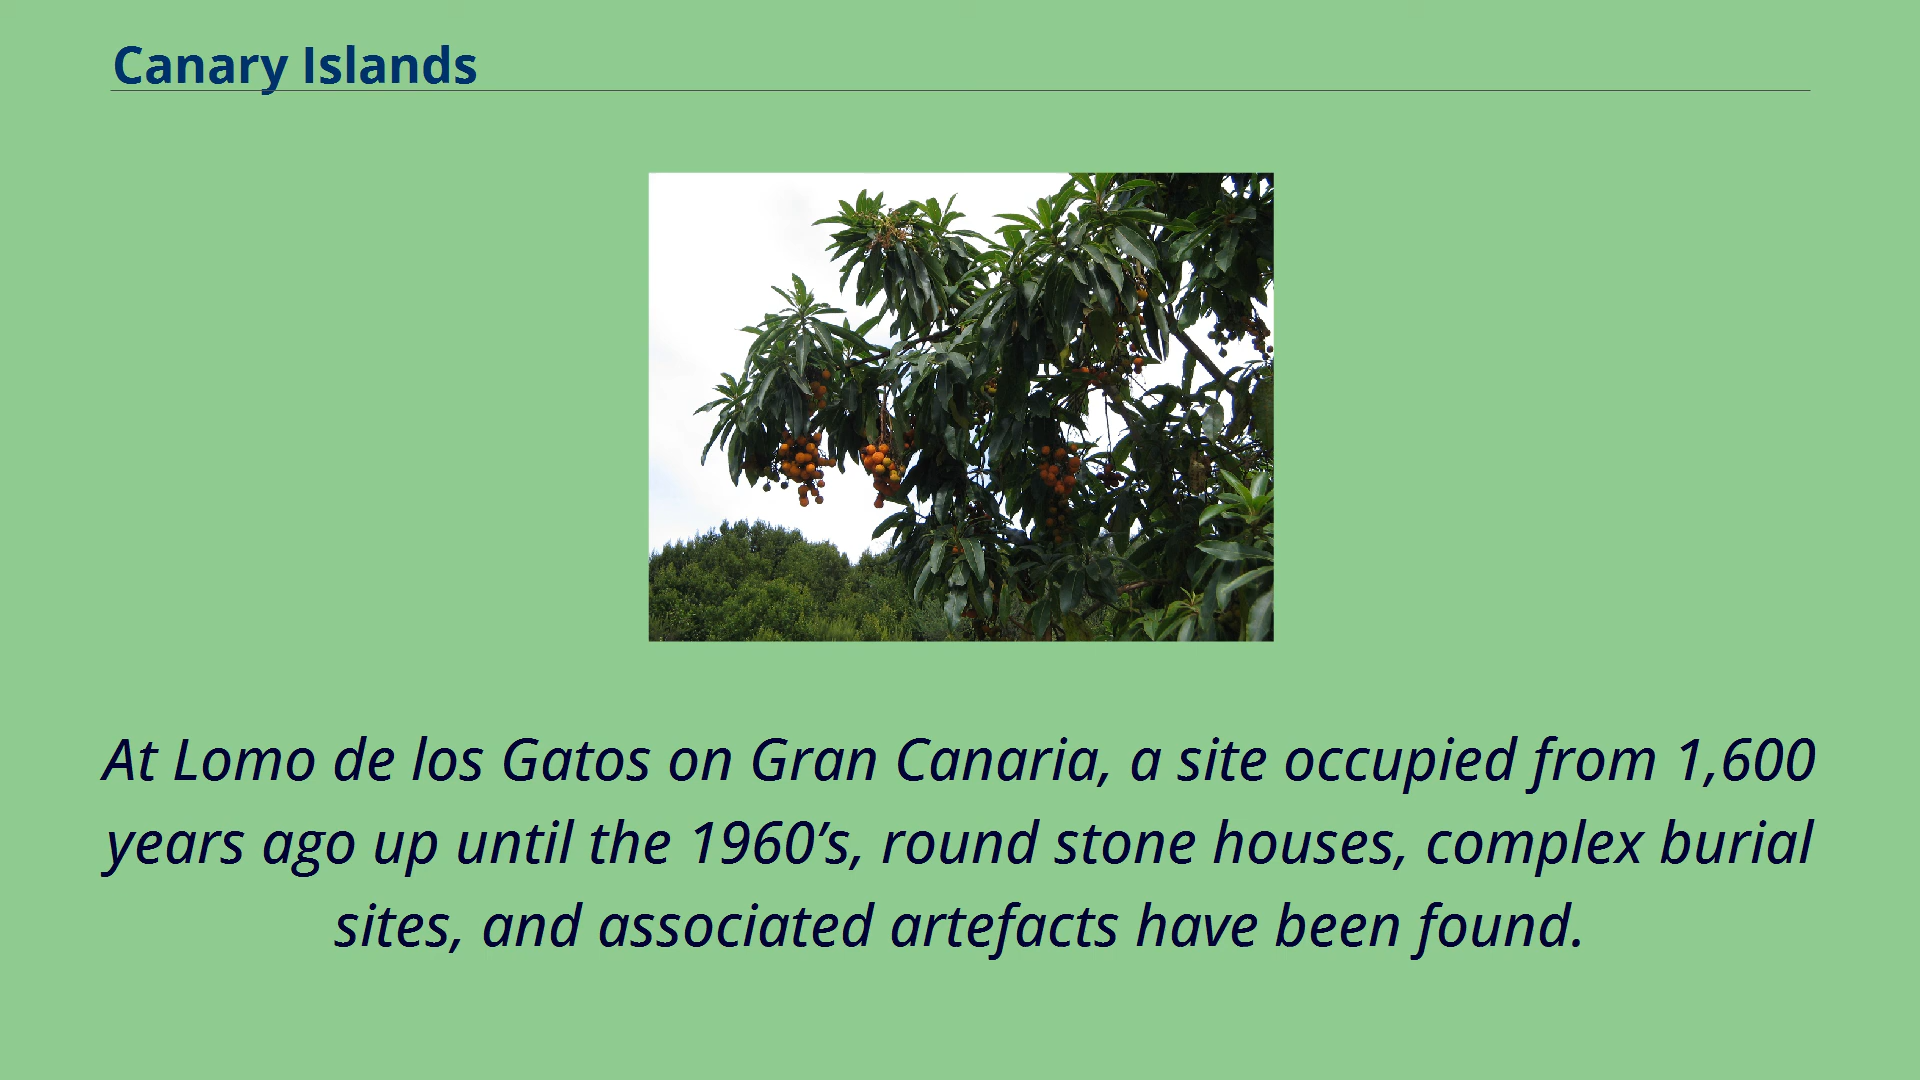 Canary Islands
At Lomo de los Gatos on Gran Canaria, a site occupied from 1,600
years ago up until the 1960’s, round stone houses, complex burial
sites, and associated artefacts have been found.